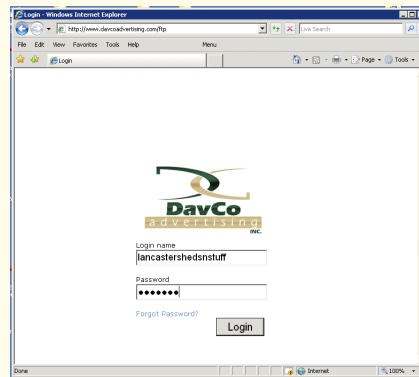 Login - Windows Internet Explorer
http://www.davcoadvertising.com/ftp
Live Search
File Edit View Favorites Tools Help Menu
Login
Page Tools
DavCo
advertising
INC.
Login name
lancastershedsnstuff
Password
Forgot Password?
Login
Done
Internet
100%